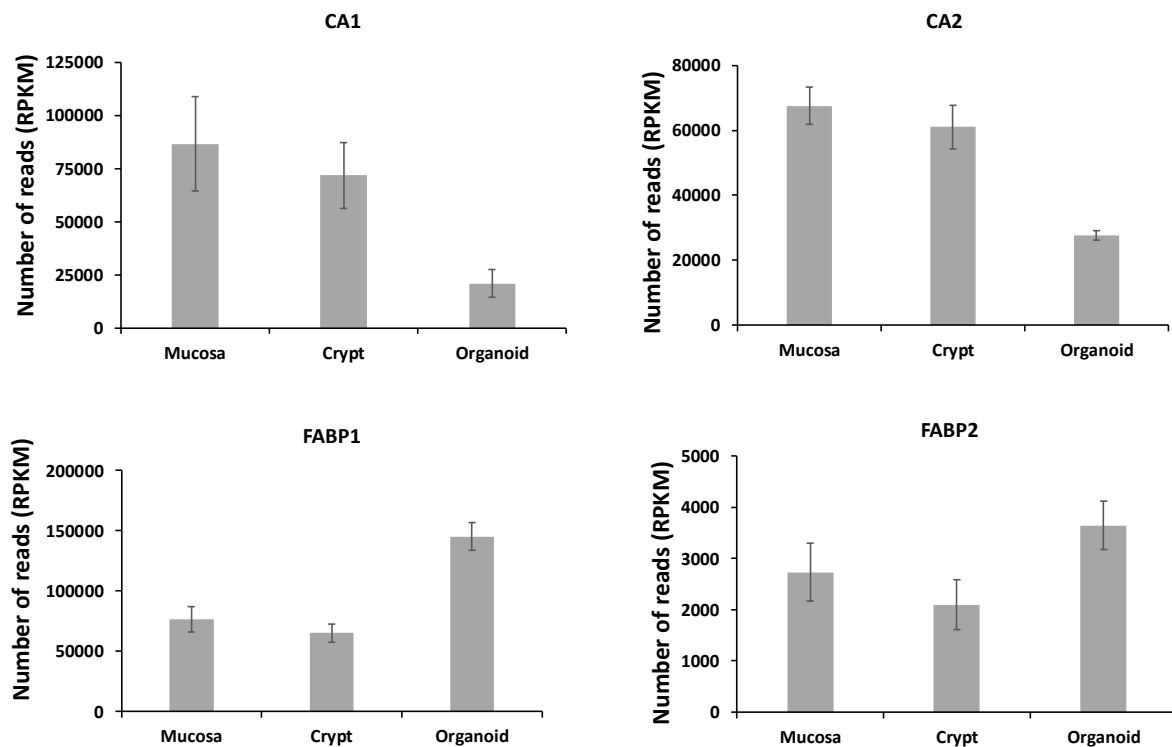 CA1
Number of reads (RPKM)
125000
100000
75000
50000
25000
0
Mucosa Crypt Organoid
CA2
Number of reads (RPKM)
80000
60000
40000
20000
0
Mucosa Crypt Organoid
FABP1
Number of reads (RPKM)
200000
150000
100000
50000
0
Mucosa Crypt Organoid
FABP2
Number of reads (RPKM)
5000
4000
3000
2000
1000
0
Mucosa Crypt Organoid